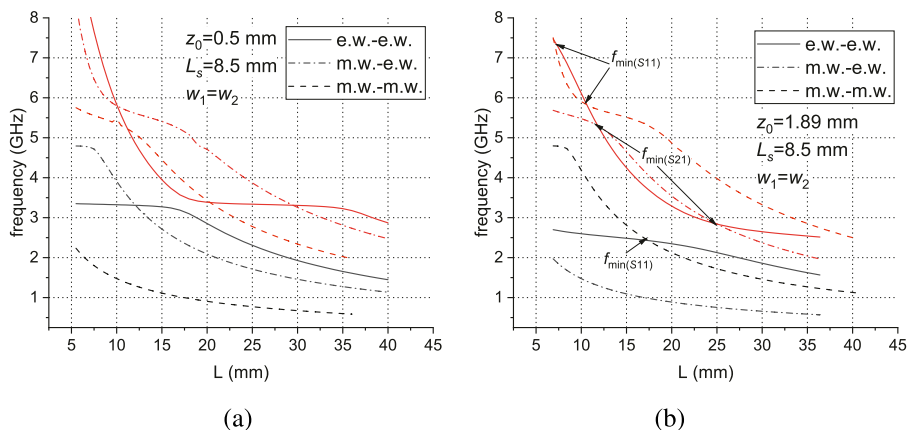 8
7
6
5
4
3
2
1
frequency (GHz)
z0=0.5 mm
Ls=8.5 mm
w1=w2
e.w.-e.w.
m.w.-e.w.
m.w.-m.w.
5 10 15 20 25 30 35 40 45
L (mm)
(a)
8
7
6
5
4
3
2
1
frequency (GHz)
fmin(S11)
fmin(S21)
fmin(S11)
e.w.-e.w.
m.w.-e.w.
m.w.-m.w.
z0=1.89 mm
Ls=8.5 mm
w1=w2
5 10 15 20 25 30 35 40 45
L (mm)
(b)